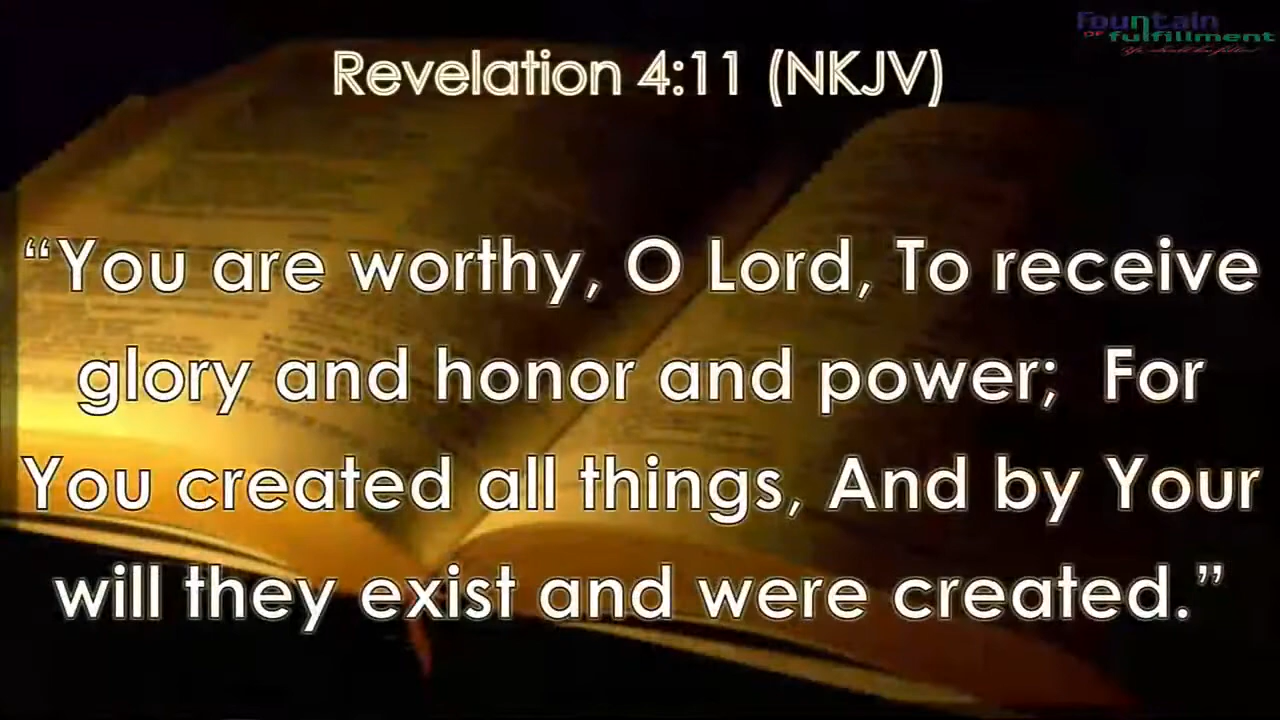 Fountain
OF fulfillment
Revelation 4:11 (NKJV)
“You are worthy, O Lord, To receive
glory and honor and power;  For
You created all things, And by Your
will they exist and were created.”